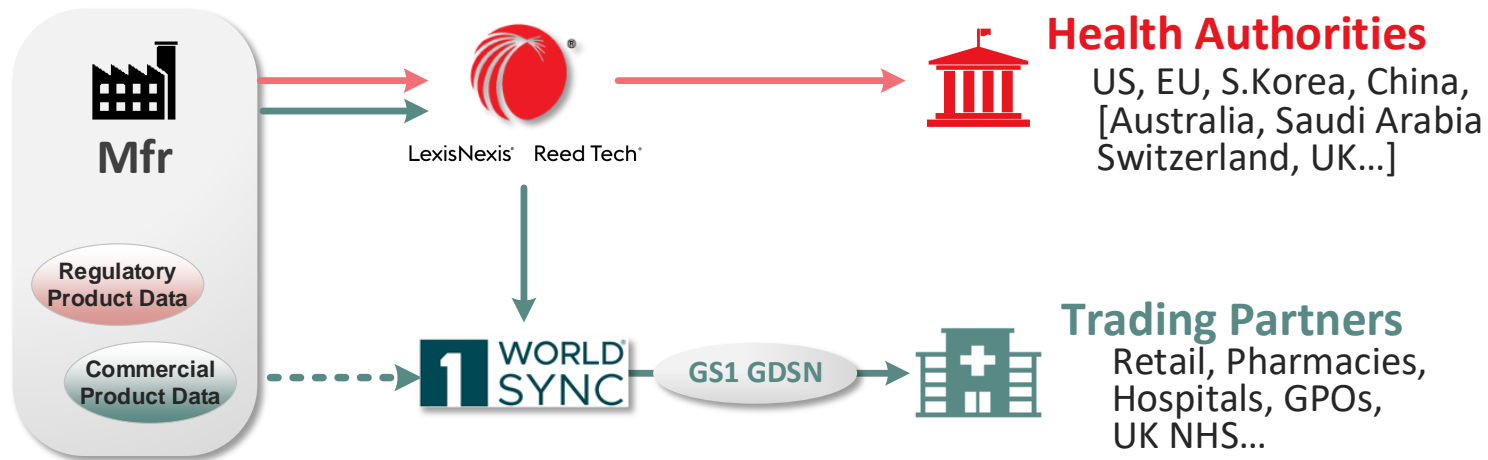 Mfr
Regulatory
Product Data
Commercial
Product Data
®
LexisNexis® Reed Tech®
1 WORLD
SYNC
GS1 GDSN
Health Authorities
US, EU, S.Korea, China,
[Australia, Saudi Arabia
Switzerland, UK...]
Trading Partners
Retail, Pharmacies,
Hospitals, GPOs,
UK NHS...